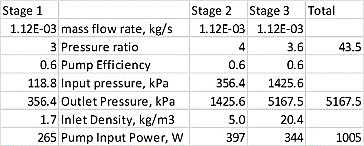 Stage 1 Stage 2 Stage 3 Total
1.12E-03 mass flow rate, kg/s 1.12E-03 1.12E-03
3 Pressure ratio 4 3.6 43.5
0.6 Pump Efficiency 0.6 0.6
118.8 Input pressure, kPa 356.4 1425.6
356.4 Outlet Pressure, kPa 1425.6 5167.5 5167.5
1.7 Inlet Density, kg/m3 5.0 20.4
265 Pump Input Power, W 397 344 1005